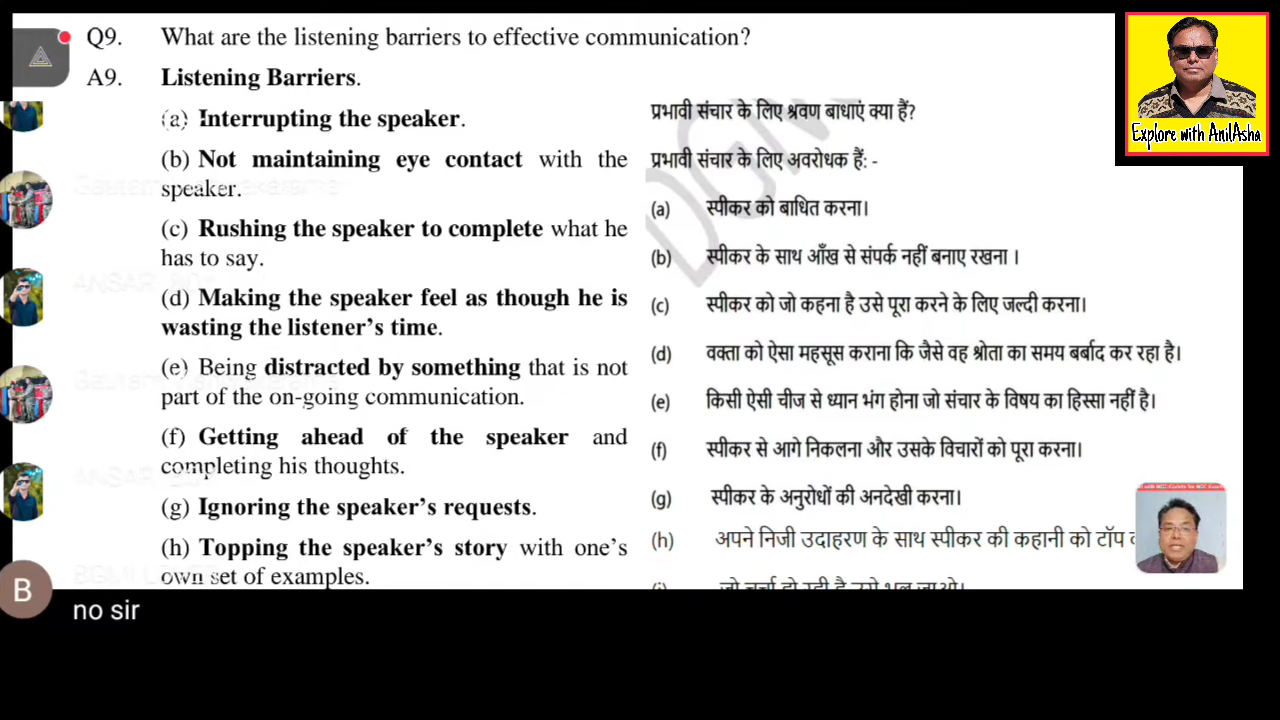 Q9. What are the listening barriers to effective communication?
A9. Listening Barriers.
(a) Interrupting the speaker.
(b) Not maintaining eye contact with the
speaker.
(c) Rushing the speaker to complete what he
has to say.
(d) Making the speaker feel as though he is
wasting the listener's time.
(e) Being distracted by something that is not
part of the on-going communication.
(f) Getting ahead of the speaker and
completing his thoughts.
(g) Ignoring the speaker's requests.
(h) Topping the speaker's story with one's
own set of examples.
प्रभावी संचार के लिए श्रवण बाधाएं क्या हैं?
प्रभावी संचार के लिए अवरोधक हैं: -
(a) स्पीकर को बाधित करना।
(b) स्पीकर के साथ आँख से संपर्क नहीं बनाए रखना ।
(c) स्पीकर को जो कहना है उसे पूरा करने के लिए जल्दी करना।
(d) वक्ता को ऐसा महसूस कराना कि जैसे वह श्रोता का समय बर्बाद कर रहा है।
(e) किसी ऐसी चीज से ध्यान भंग होना जो संचार के विषय का हिस्सा नहीं है।
(f) स्पीकर से आगे निकलना और उसके विचारों को पूरा करना।
(g) स्पीकर के अनुरोधों की अनदेखी करना।
(h) अपने निजी उदाहरण के साथ स्पीकर की कहानी को टॉप
Explore with AnilAsha
ANSAR
ANSAR
B
no sir